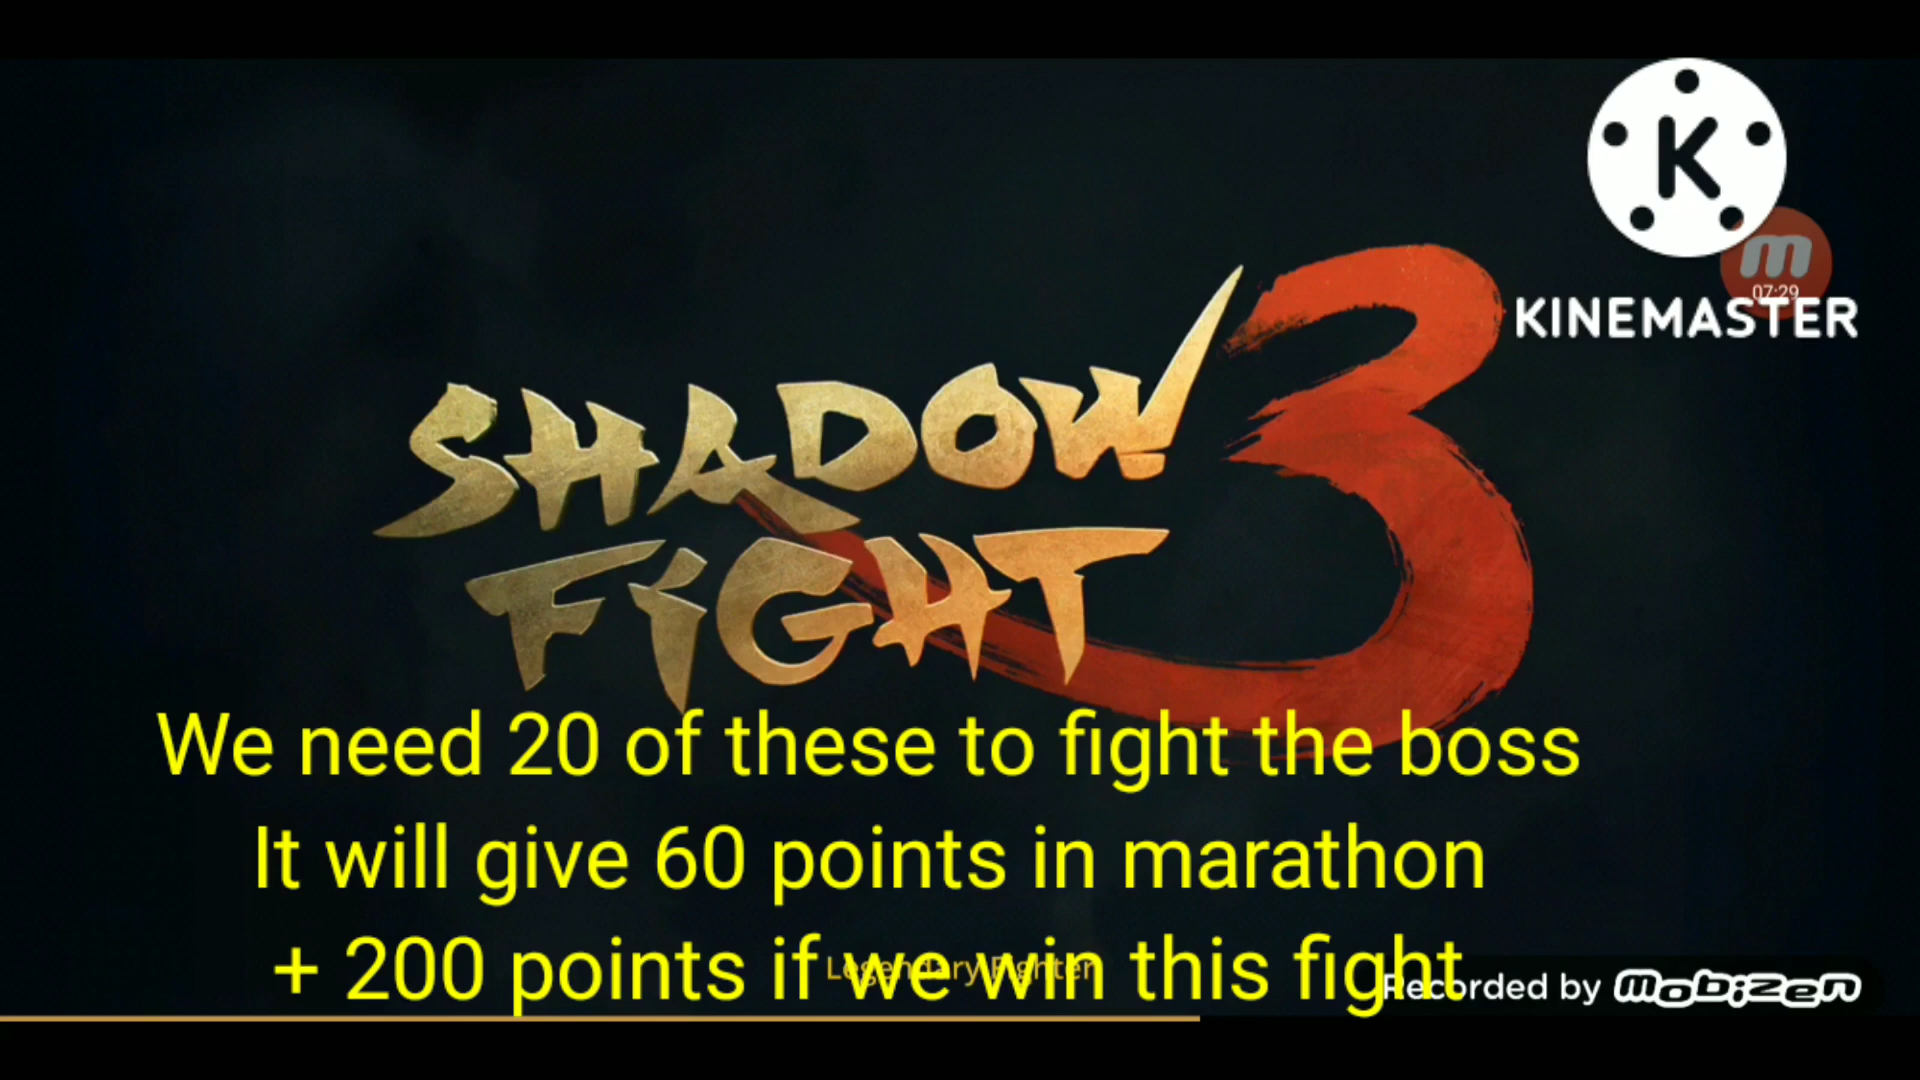 K
m
07:29
KINEMASTER
SHADOW
FIGHT 3
We need 20 of these to fight the boss
It will give 60 points in marathon
+ 200 points if we win this fight
Legendary Fighter
Recorded by mobizen